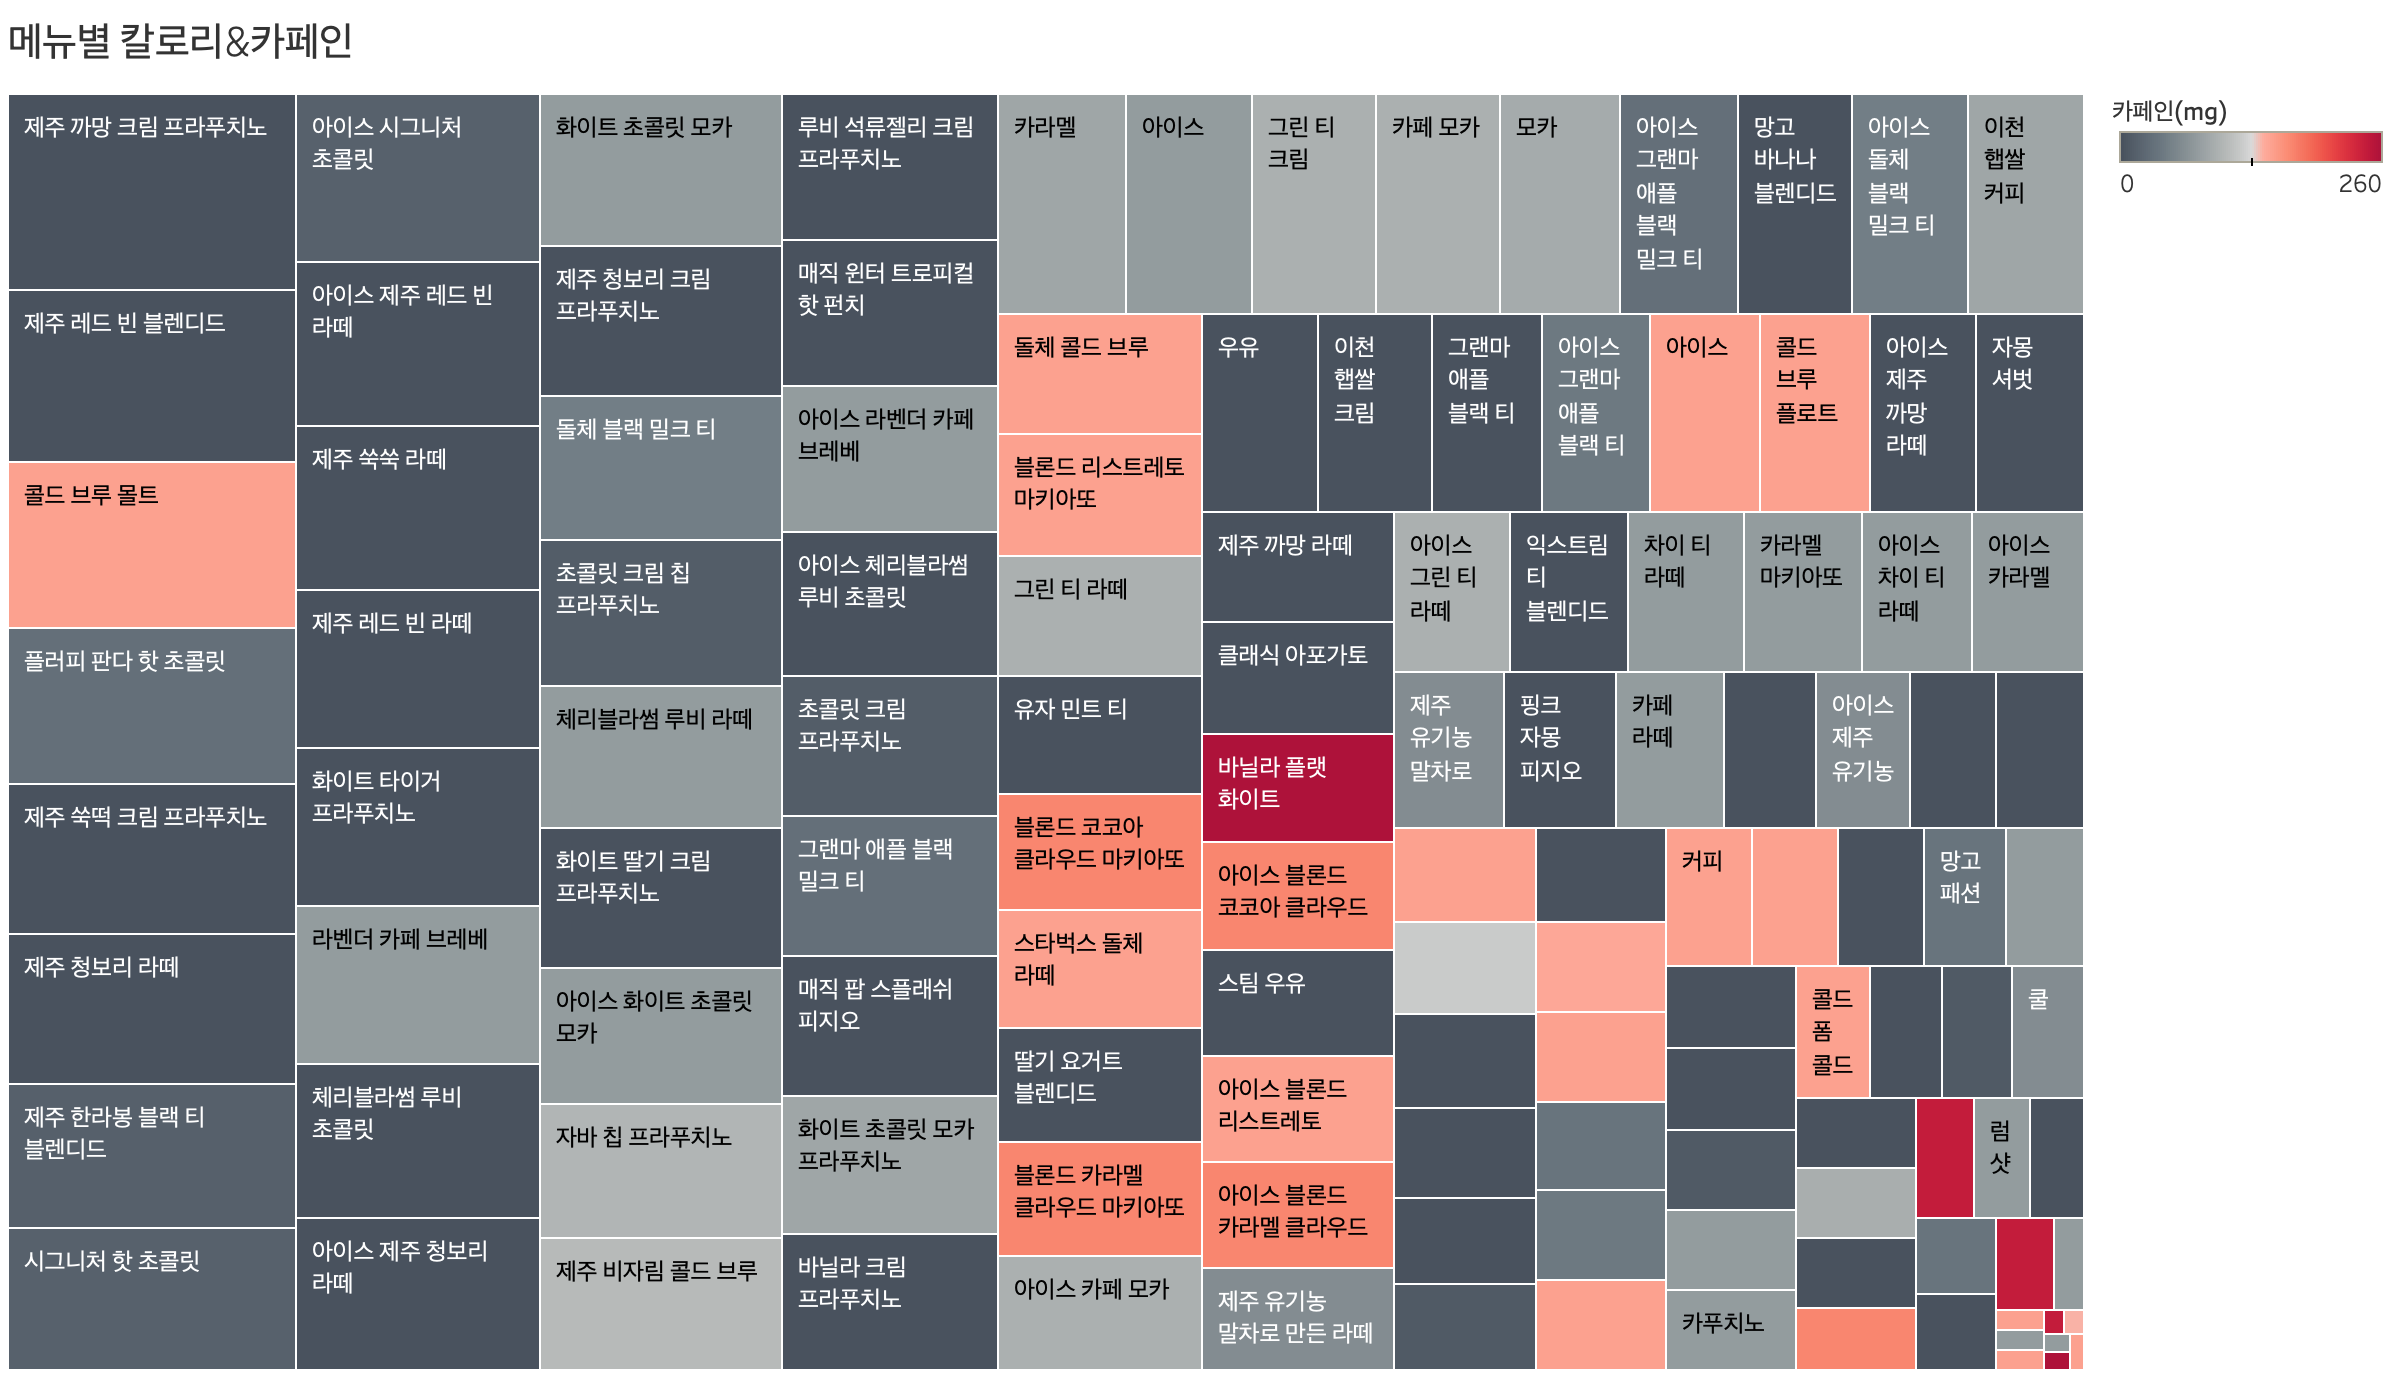 메뉴별 칼로리&카페인
제주 까망 크림 프라푸치노
제주 레드 빈 블렌디드
콜드 브루 몰트
플러피 판다 핫 초콜릿
제주 쑥떡 크림 프라푸치노
제주 청보리 라떼
제주 한라봉 블랙 티
블렌디드
시그니처 핫 초콜릿
아이스 시그니처
초콜릿
아이스 제주 레드 빈
라떼
제주 쑥쑥 라떼
제주 레드 빈 라떼
화이트 타이거
프라푸치노
라벤더 카페 브레베
체리블라썸 루비
초콜릿
아이스 제주 청보리
라떼
화이트 초콜릿 모카
제주 청보리 크림
프라푸치노
돌체 블랙 밀크 티
초콜릿 크림 칩
프라푸치노
체리블라썸 루비 라떼
화이트 딸기 크림
프라푸치노
아이스 화이트 초콜릿
모카
자바 칩 프라푸치노
제주 비자림 콜드 브루
루비 석류젤리 크림
프라푸치노
매직 윈터 트로피컬
핫 펀치
아이스 라벤더 카페
브레베
아이스 체리블라썸
루비 초콜릿
초콜릿 크림
프라푸치노
그랜마 애플 블랙
밀크 티
매직 팝 스플래쉬
피지오
화이트 초콜릿 모카
프라푸치노
바닐라 크림
프라푸치노
카라멜
아이스
그린 티
크림
카페 모카
모카
아이스
그랜마
애플
블랙
밀크 티
망고
바나나
블렌디드
아이스
돌체
블랙
밀크 티
이천
햅쌀
커피
돌체 콜드 브루
블론드 리스트레토
마키아또
그린 티 라떼
유자 민트 티
블론드 코코아
클라우드 마키아또
스타벅스 돌체
라떼
딸기 요거트
블렌디드
블론드 카라멜
클라우드 마키아또
아이스 카페 모카
우유
이천
햅쌀
크림
그랜마
애플
블랙 티
아이스
그랜마
애플
블랙 티
아이스
콜드
브루
플로트
아이스
제주
까망
라떼
자몽
셔벗
제주 까망 라떼
클래식 아포가토
바닐라 플랫
화이트
아이스 블론드
코코아 클라우드
스팀 우유
아이스 블론드
리스트레토
아이스 블론드
카라멜 클라우드
제주 유기농
말차로 만든 라떼
아이스
그린 티
라떼
익스트림
티
블렌디드
차이 티
라떼
카라멜
마키아또
아이스
차이 티
라떼
아이스
카라멜
제주
유기농
말차로
핑크
자몽
피지오
카페
라떼
아이스
제주
유기농
커피
망고
패션
콜드
폼
콜드
쿨
럼
샷
카푸치노
카페인(mg)
0
260